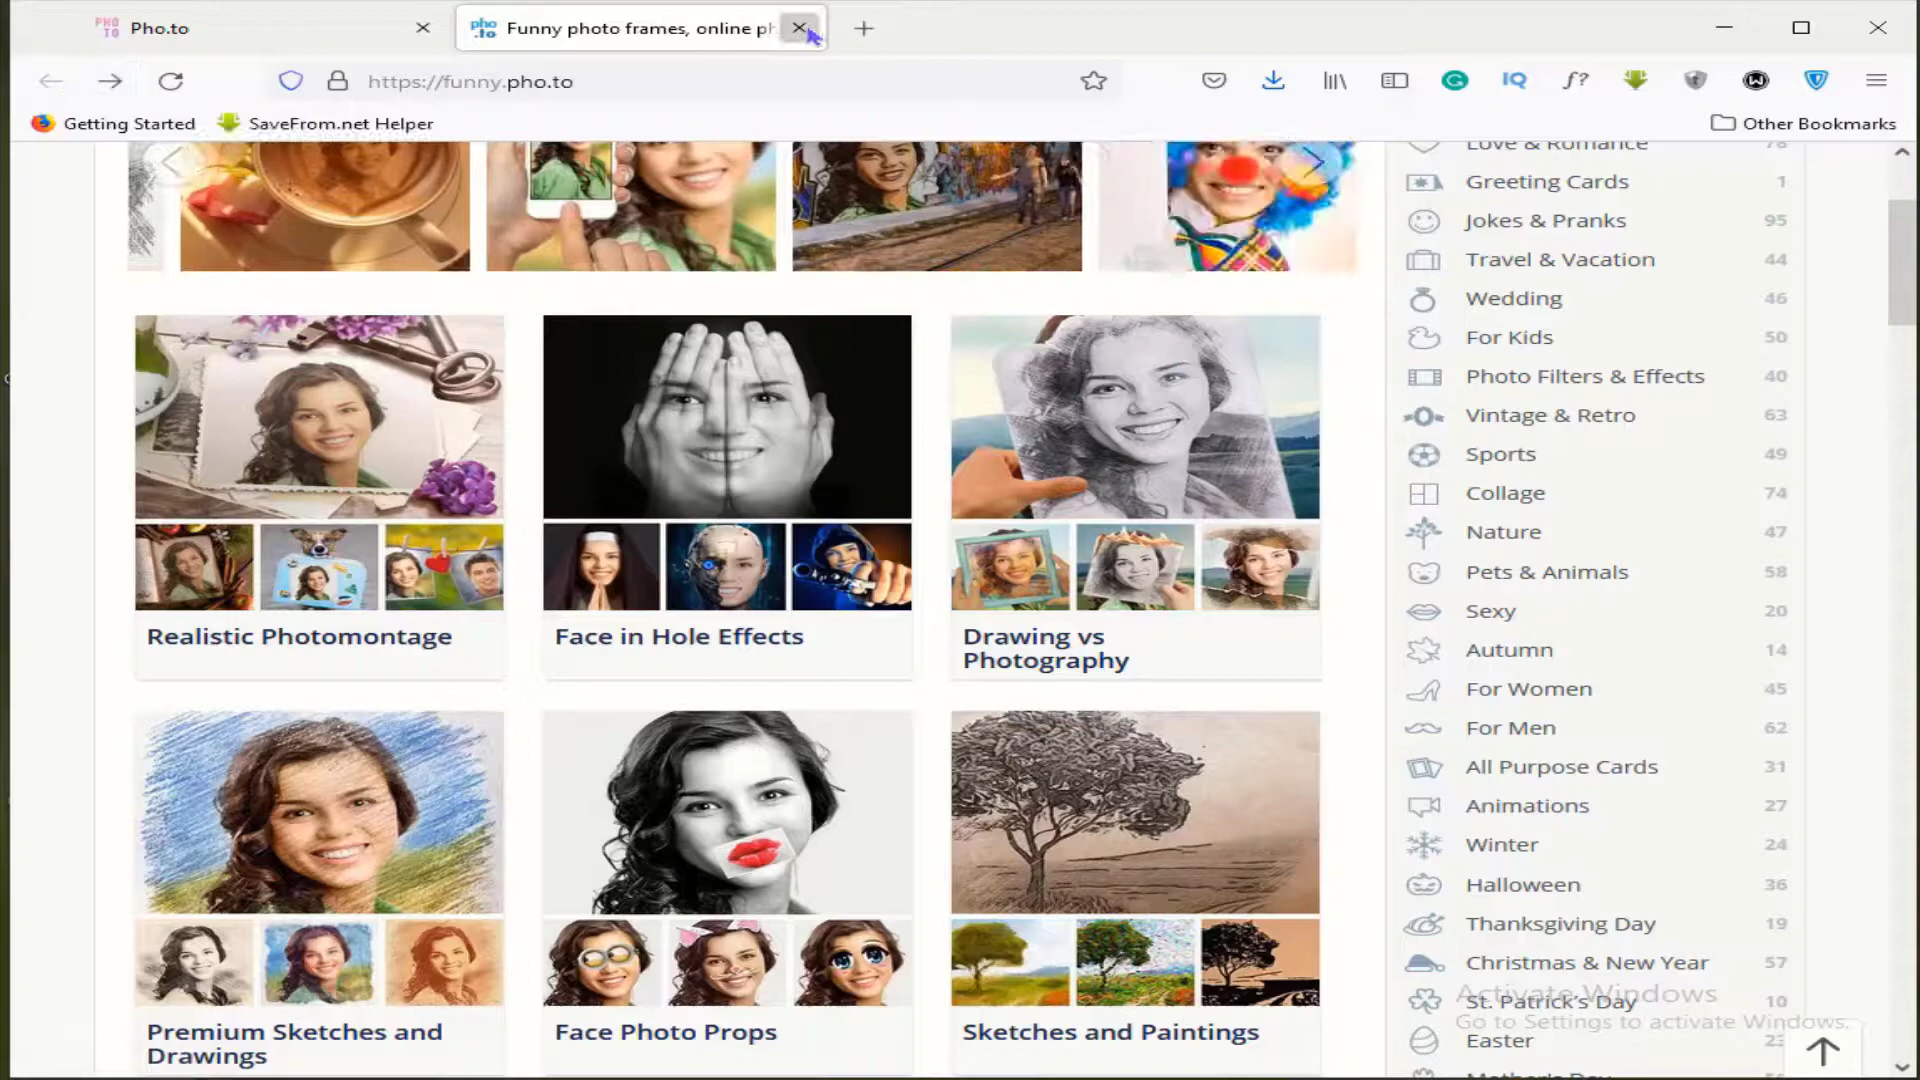 Pho.to
Funny photo frames, online ph
https://funny.pho.to
Getting Started
SaveFrom.net Helper
Other Bookmarks
Love & Romance 78
Greeting Cards 1
Jokes & Pranks 95
Travel & Vacation 44
Wedding 46
For Kids 50
Photo Filters & Effects 40
Vintage & Retro 63
Sports 49
Collage 74
Nature 47
Pets & Animals 58
Sexy 20
Autumn 14
For Women 45
For Men 62
All Purpose Cards 31
Animations 27
Winter 24
Halloween 36
Thanksgiving Day 19
Christmas & New Year 57
St. Patrick's Day 10
Easter
Mother's Day
Realistic Photomontage
Face in Hole Effects
Drawing vs
Photography
Premium Sketches and
Drawings
Face Photo Props
Sketches and Paintings
Activate Windows
Go to Settings to activate Windows.